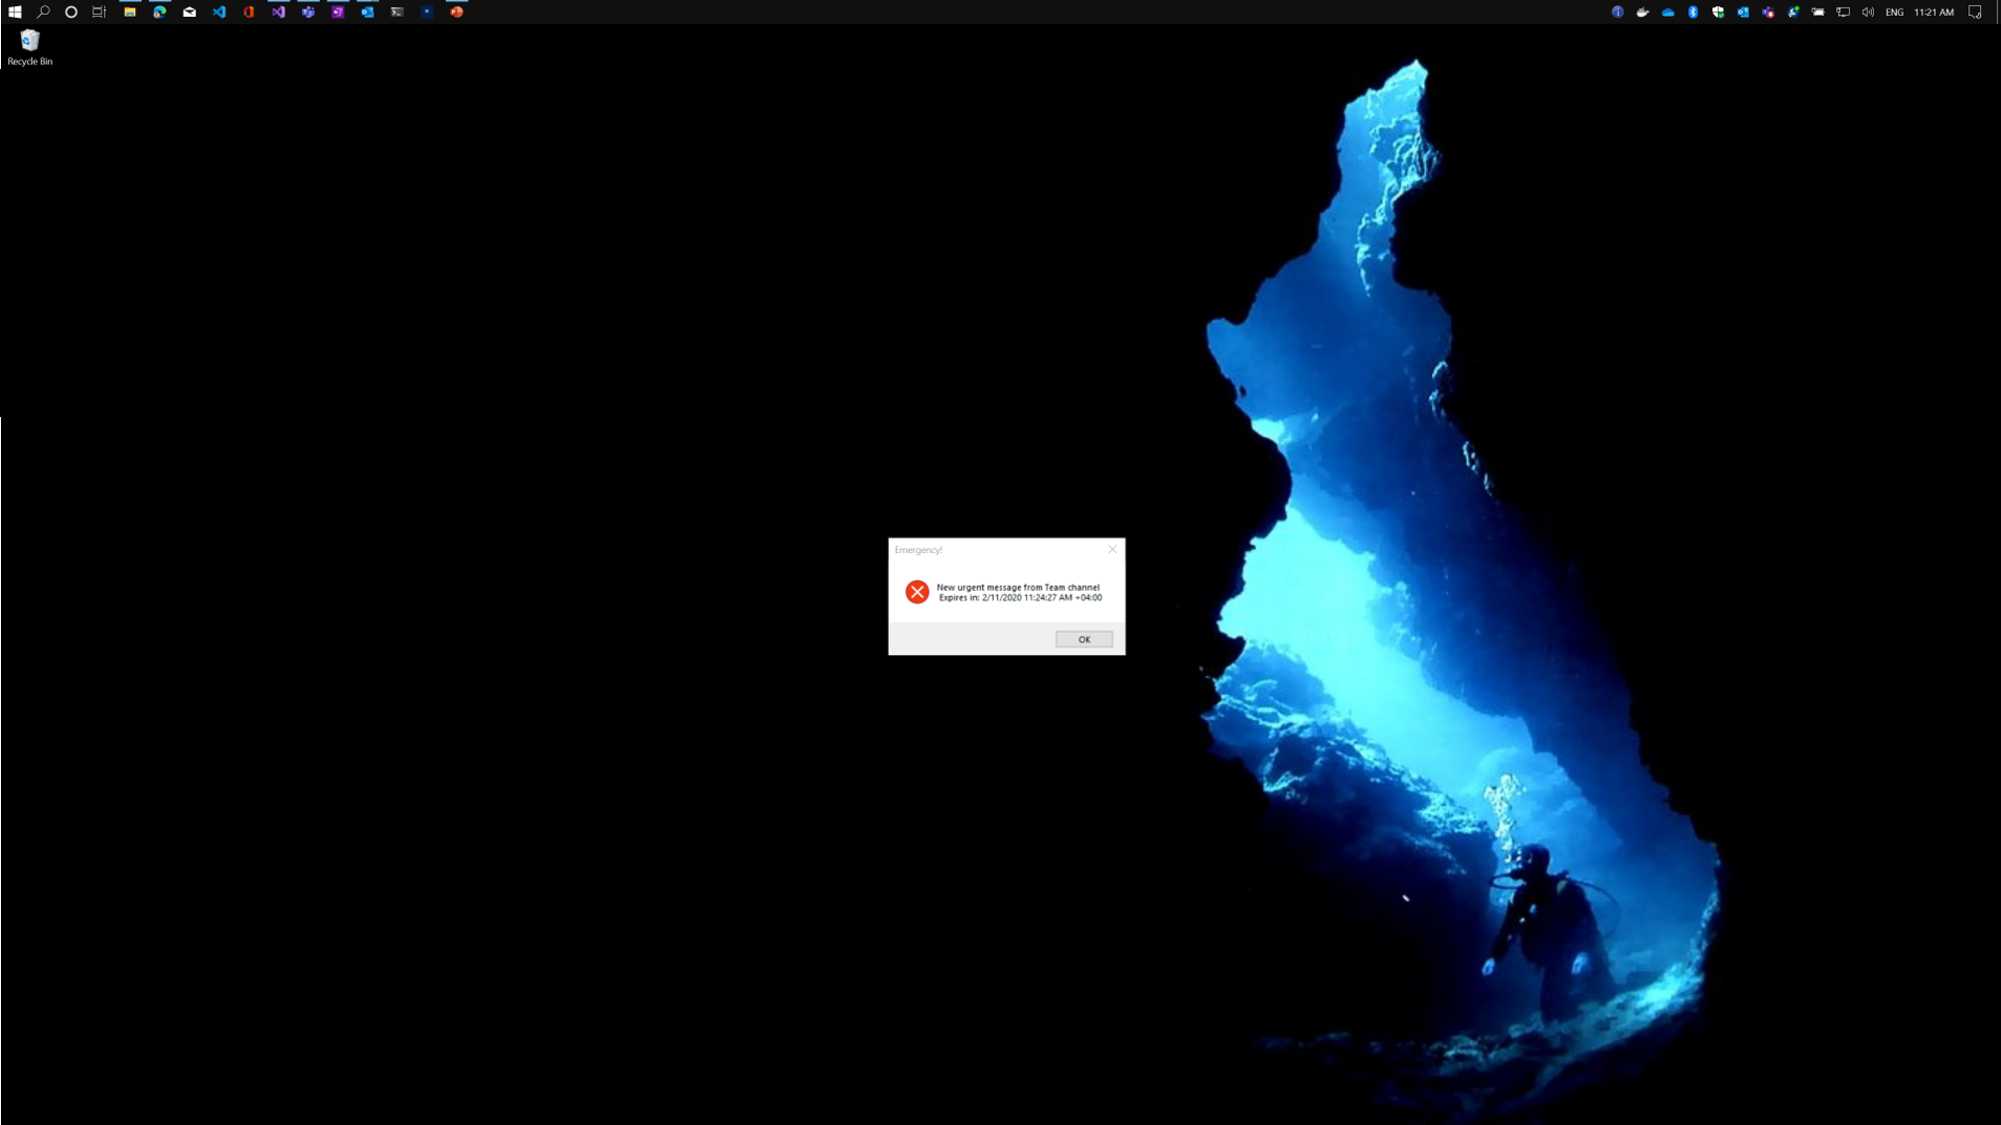 ENG 11:21 AM
Recycle Bin
Emergency!
New urgent message from Team channel
Expires in: 2/11/2020 11:24:27 AM +04:00
OK